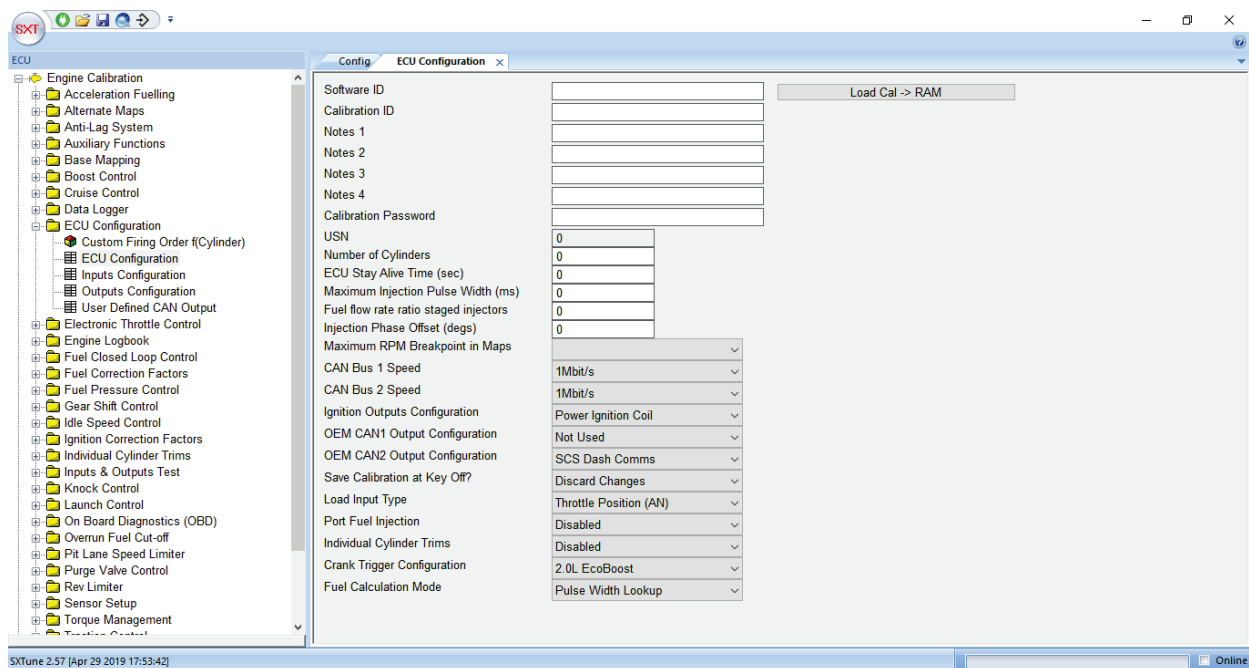 SXT
ECU
Config
ECU Configuration
Engine Calibration
Acceleration Fuelling
Alternate Maps
Anti-Lag System
Auxiliary Functions
Base Mapping
Boost Control
Cruise Control
Data Logger
ECU Configuration
Custom Firing Order f(Cylinder)
ECU Configuration
Inputs Configuration
Outputs Configuration
User Defined CAN Output
Electronic Throttle Control
Engine Logbook
Fuel Closed Loop Control
Fuel Correction Factors
Fuel Pressure Control
Gear Shift Control
Idle Speed Control
Ignition Correction Factors
Individual Cylinder Trims
Inputs & Outputs Test
Knock Control
Launch Control
On Board Diagnostics (OBD)
Overrun Fuel Cut-off
Pit Lane Speed Limiter
Purge Valve Control
Rev Limiter
Sensor Setup
Torque Management
Software ID
Load Cal -> RAM
Calibration ID
Notes 1
Notes 2
Notes 3
Notes 4
Calibration Password
USN 0
Number of Cylinders 0
ECU Stay Alive Time (sec) 0
Maximum Injection Pulse Width (ms) 0
Fuel flow rate ratio staged injectors 0
Injection Phase Offset (degs) 0
Maximum RPM Breakpoint in Maps
CAN Bus 1 Speed 1Mbit/s
CAN Bus 2 Speed 1Mbit/s
Ignition Outputs Configuration Power Ignition Coil
OEM CAN1 Output Configuration Not Used
OEM CAN2 Output Configuration SCS Dash Comms
Save Calibration at Key Off? Discard Changes
Load Input Type Throttle Position (AN)
Port Fuel Injection Disabled
Individual Cylinder Trims Disabled
Crank Trigger Configuration 2.0L EcoBoost
Fuel Calculation Mode Pulse Width Lookup
SXTune 2.57 [Apr 29 2019 17:53:42]
Online